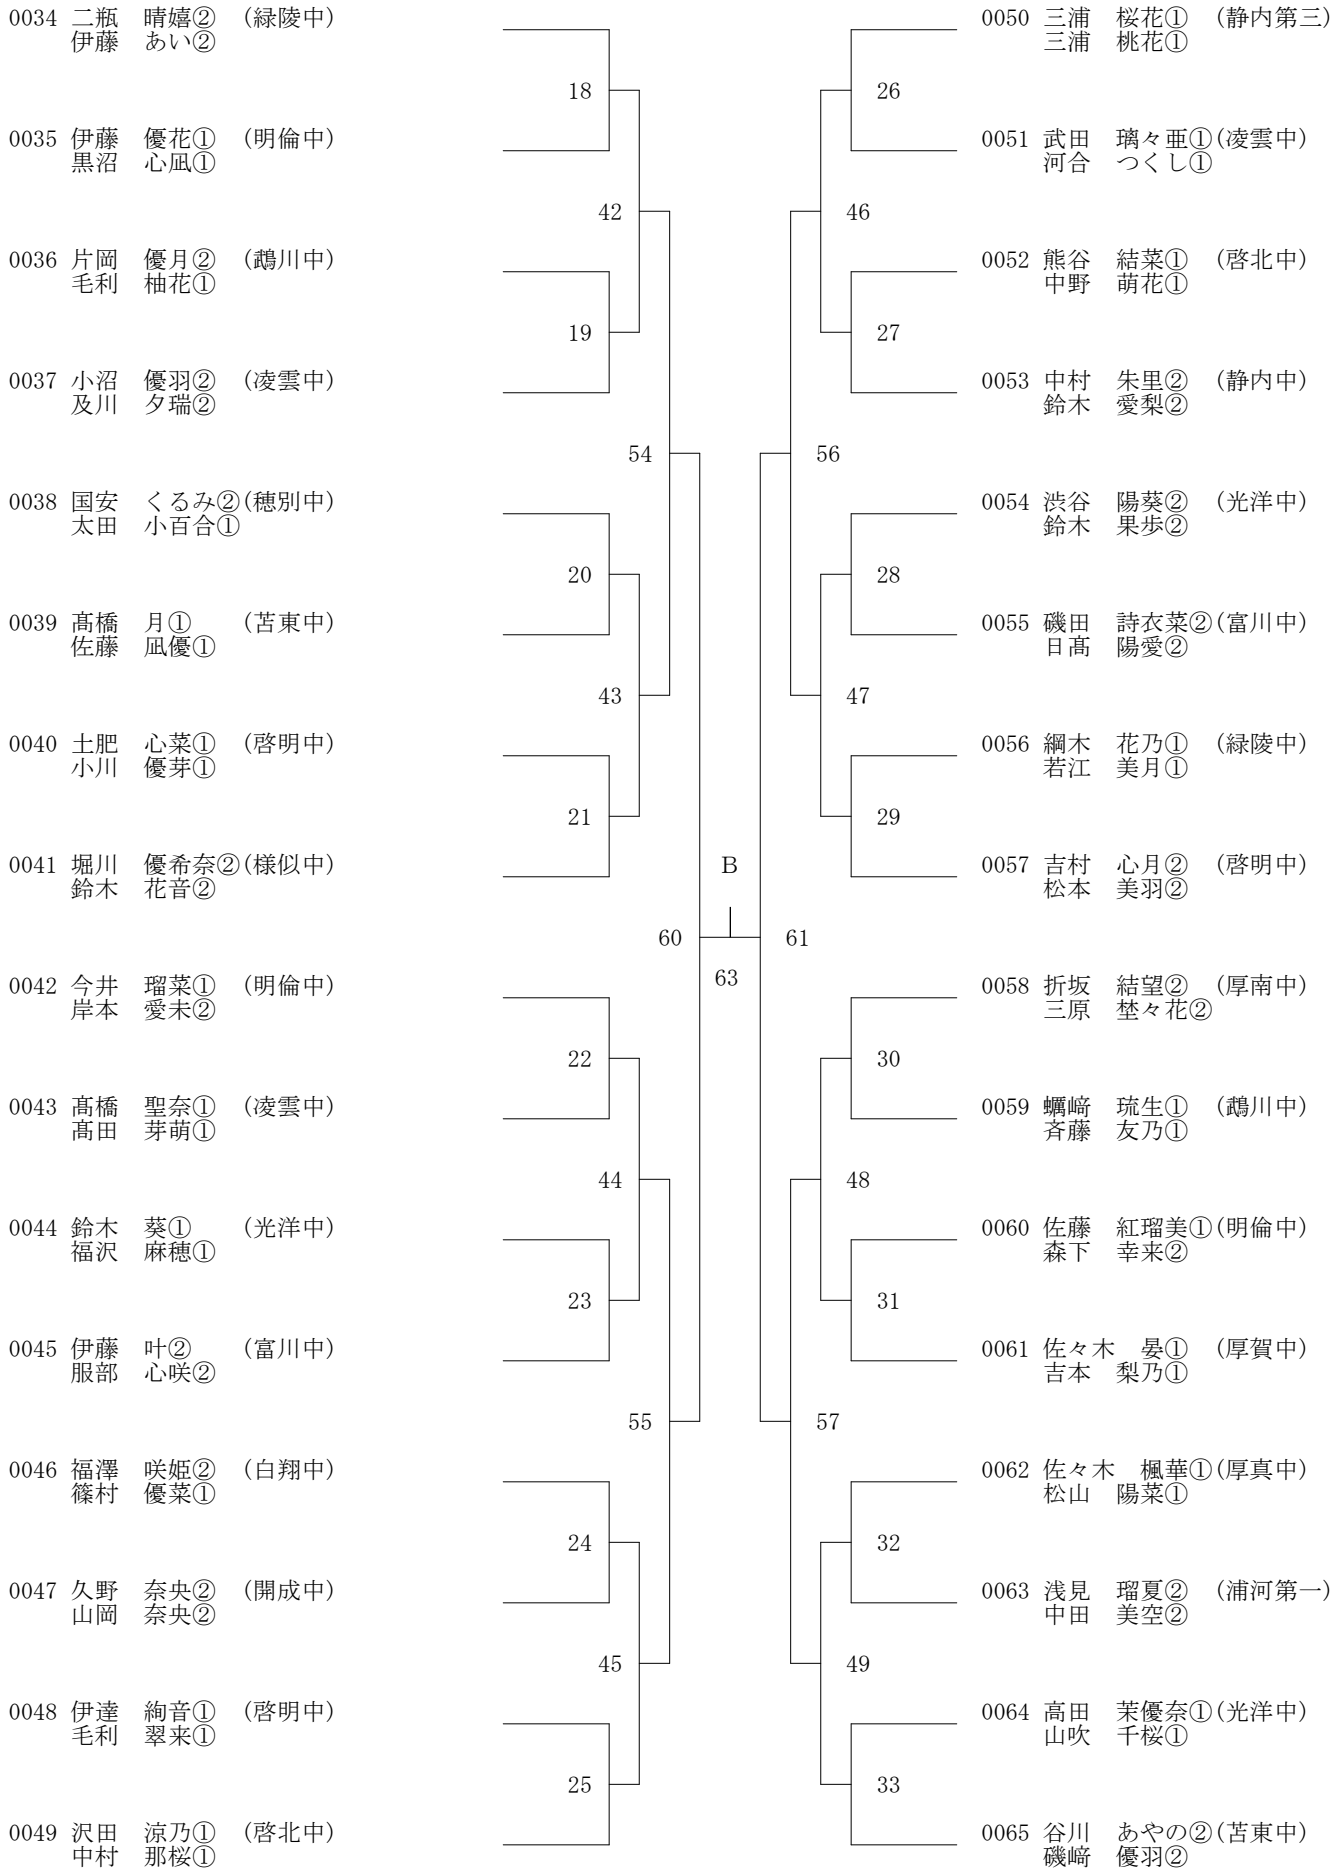 0034 二瓶　晴嬉②　(緑陵中)
伊藤　あい②
18
0035 伊藤　優花①　(明倫中)
黒沼　心凪①
42
0036 片岡　優月②　(鵡川中)
毛利　柚花①
19
0037 小沼　優羽②　(凌雲中)
及川　夕瑞②
54
0038 国安　くるみ②(穂別中)
太田　小百合①
20
0039 髙橋　月①　　(苫東中)
佐藤　凪優①
43
0040 土肥　心菜①　(啓明中)
小川　優芽①
21
0041 堀川　優希奈②(様似中)
鈴木　花音②
60
0042 今井　瑠菜①　(明倫中)
岸本　愛未②
22
0043 髙橋　聖奈①　(凌雲中)
髙田　芽萌①
44
0044 鈴木　葵①　　(光洋中)
福沢　麻穂①
23
0045 伊藤　叶②　　(富川中)
服部　心咲②
55
0046 福澤　咲姫②　(白翔中)
篠村　優菜①
24
0047 久野　奈央②　(開成中)
山岡　奈央②
45
0048 伊達　絢音①　(啓明中)
毛利　翠来①
25
0049 沢田　涼乃①　(啓北中)
中村　那桜①
B
63
0050 三浦　桜花①　(静内第三)
三浦　桃花①
26
0051 武田　璃々亜①(凌雲中)
河合　つくし①
46
0052 熊谷　結菜①　(啓北中)
中野　萌花①
27
0053 中村　朱里②　(静内中)
鈴木　愛梨②
56
0054 渋谷　陽葵②　(光洋中)
鈴木　果歩②
28
0055 磯田　詩衣菜②(富川中)
日髙　陽愛②
47
0056 綱木　花乃①　(緑陵中)
若江　美月①
29
0057 吉村　心月②　(啓明中)
松本　美羽②
61
0058 折坂　結望②　(厚南中)
三原　埜々花②
30
0059 蠣﨑　琉生①　(鵡川中)
斉藤　友乃①
48
0060 佐藤　紅瑠美①(明倫中)
森下　幸来②
31
0061 佐々木　晏①　(厚賀中)
吉本　梨乃①
57
0062 佐々木　楓華①(厚真中)
松山　陽菜①
32
0063 浅見　瑠夏②　(浦河第一)
中田　美空②
49
0064 高田　茉優奈①(光洋中)
山吹　千桜①
33
0065 谷川　あやの②(苫東中)
磯﨑　優羽②